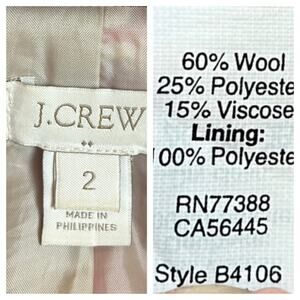 J.CREW
2
MADE IN
PHILIPPINES
60% Wool
25% Polyeste
15% Viscose
Lining:
00% Polyeste
RN77388
CA56445
Style B4106